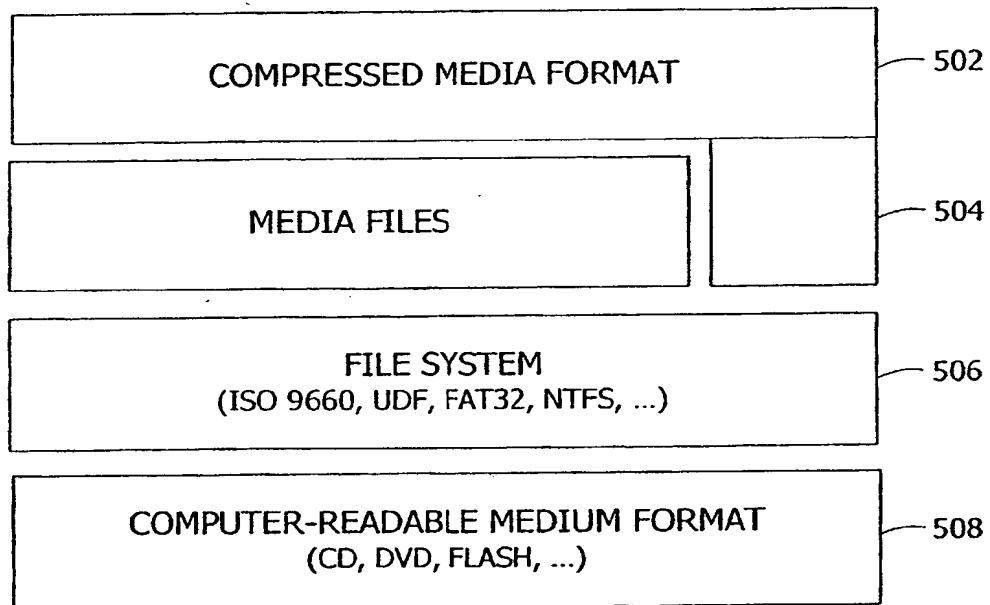 COMPRESSED MEDIA FORMAT
502
MEDIA FILES
504
FILE SYSTEM
(ISO 9660, UDF, FAT32, NTFS, ...)
506
COMPUTER-READABLE MEDIUM FORMAT
(CD, DVD, FLASH, ...)
508